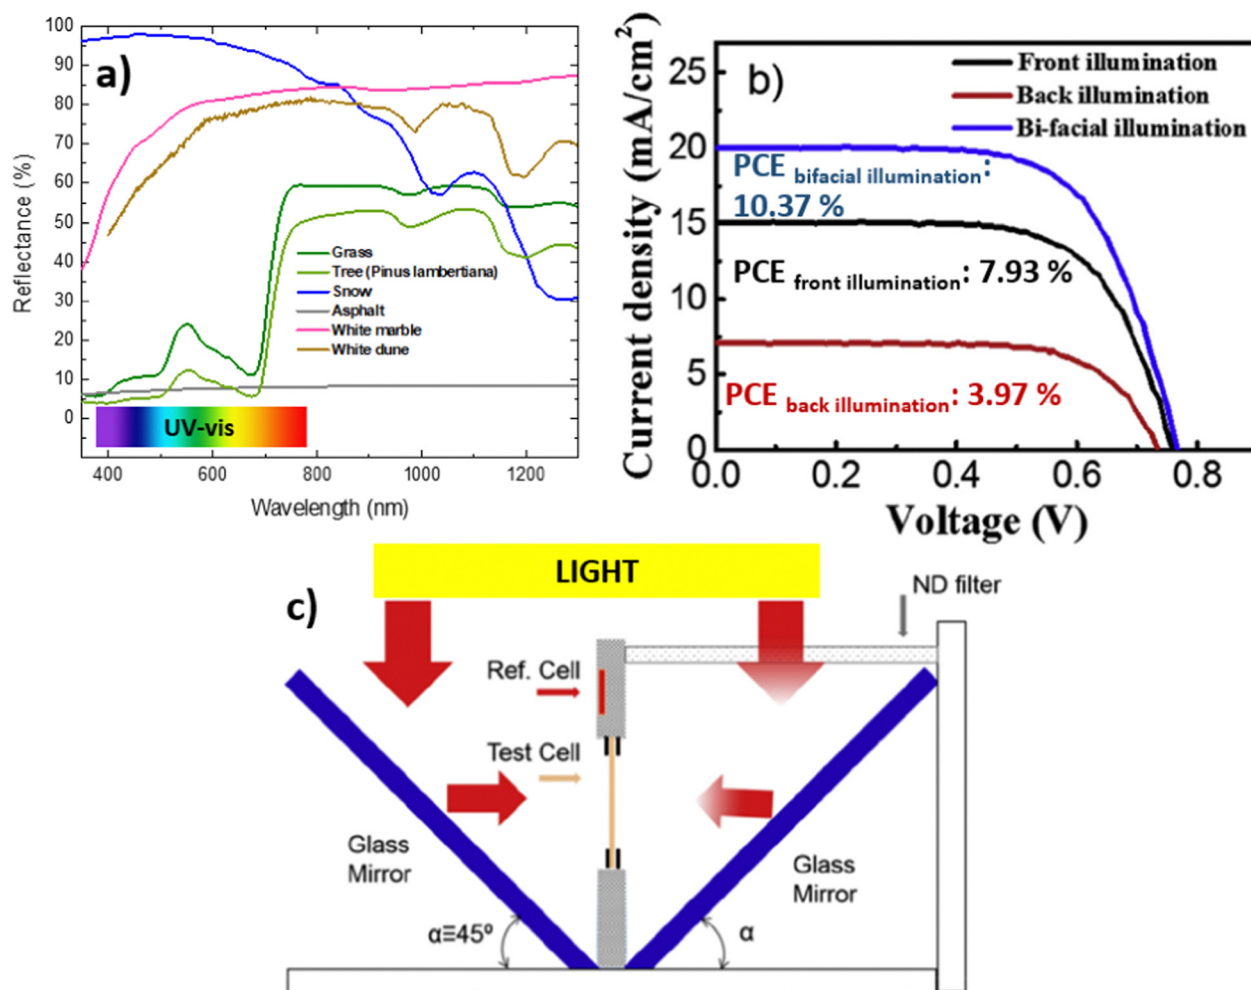 a)
Reflectance (%)
100
90
80
70
60
50
40
30
20
10
0
Grass
Tree (Pinus lambertiana)
Snow
Asphalt
White marble
White dune
UV-vis
400
600
800
1000
1200
Wavelength (nm)
b)
Current density (mA/cm²)
25
20
15
10
5
0
Front illumination
Back illumination
Bi-facial illumination
PCE bifacial illumination:
10.37 %
PCE front illumination: 7.93 %
PCE back illumination: 3.97 %
0.0
0.2
0.4
0.6
0.8
Voltage (V)
c)
LIGHT
ND filter
Ref. Cell
Test Cell
Glass
Mirror
Glass
Mirror
α≡45º
α